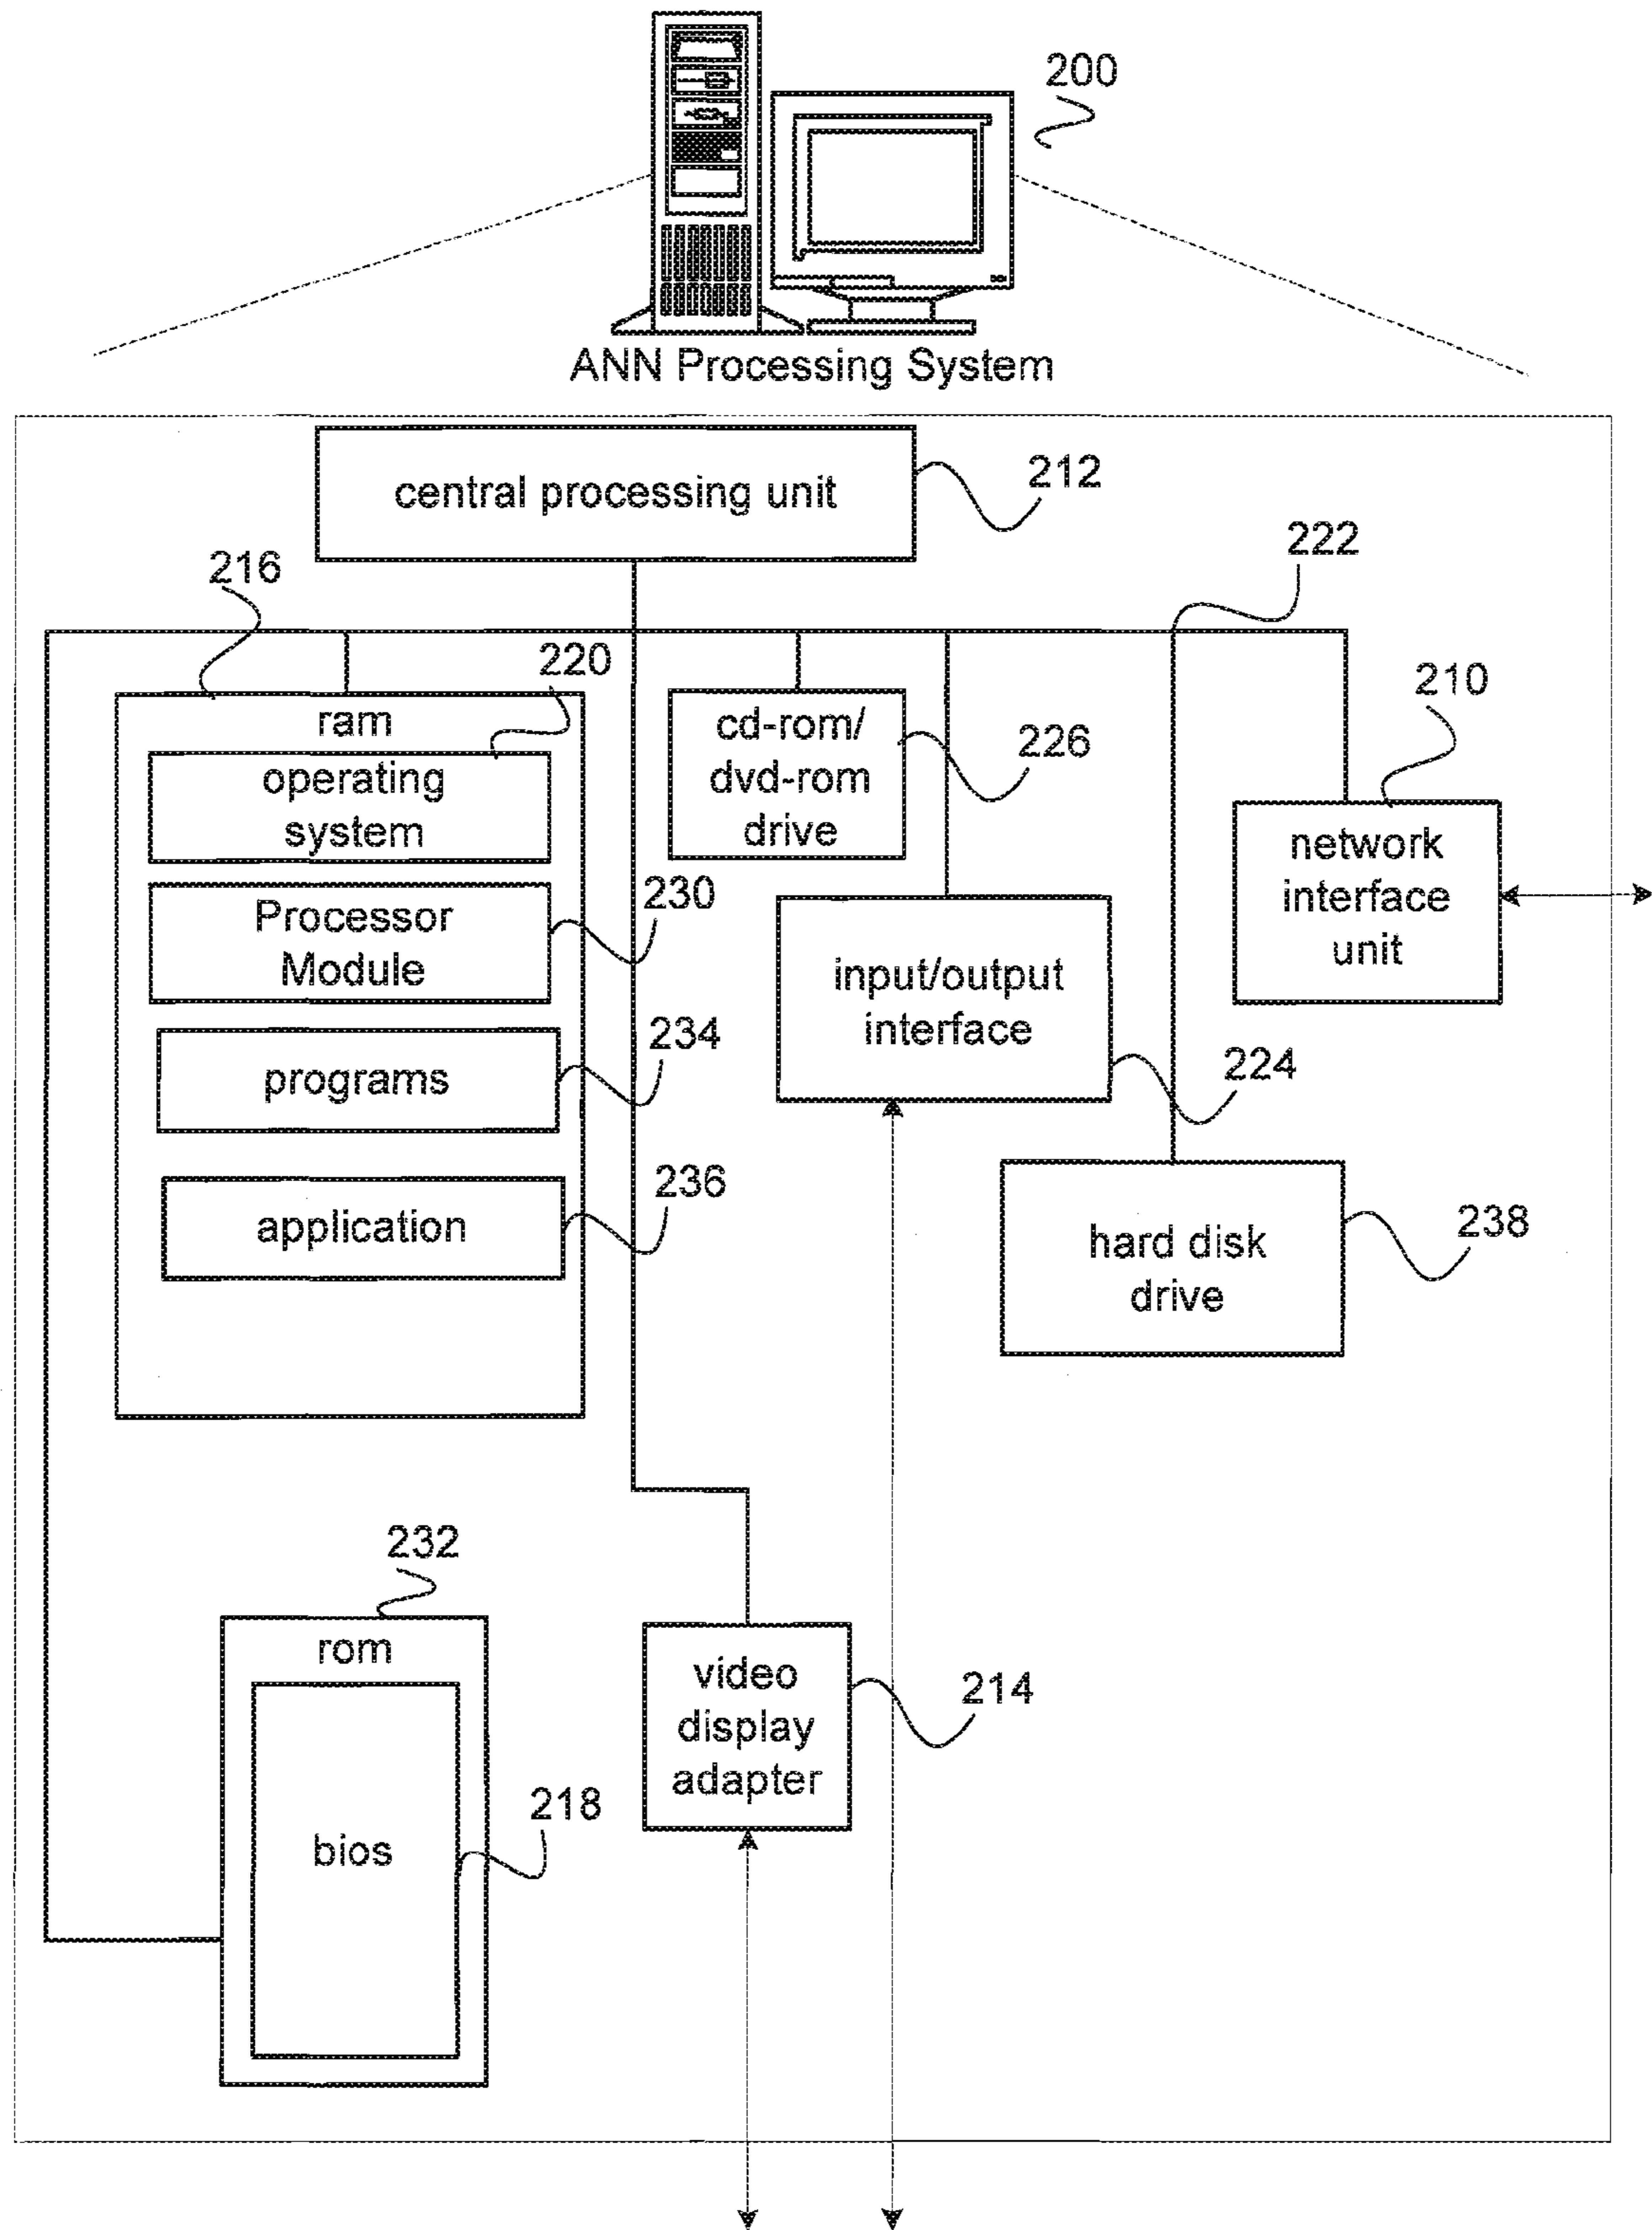 200
ANN Processing System
central processing unit
212
222
216
220
210
ram
operating
system
cd-rom/
dvd-rom
drive
226
network
interface
unit
230
Processor
Module
input/output
interface
234
programs
224
236
application
238
hard disk
drive
232
rom
video
display
adapter
214
218
bios